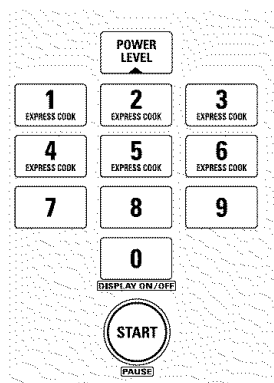 POWER
LEVEL
1 2 3
EXPRESS COOK EXPRESS COOK EXPRESS COOK
4 5 6
EXPRESS COOK EXPRESS COOK EXPRESS COOK
7 8 9
0
DISPLAY ON/OFF
START
PAUSE